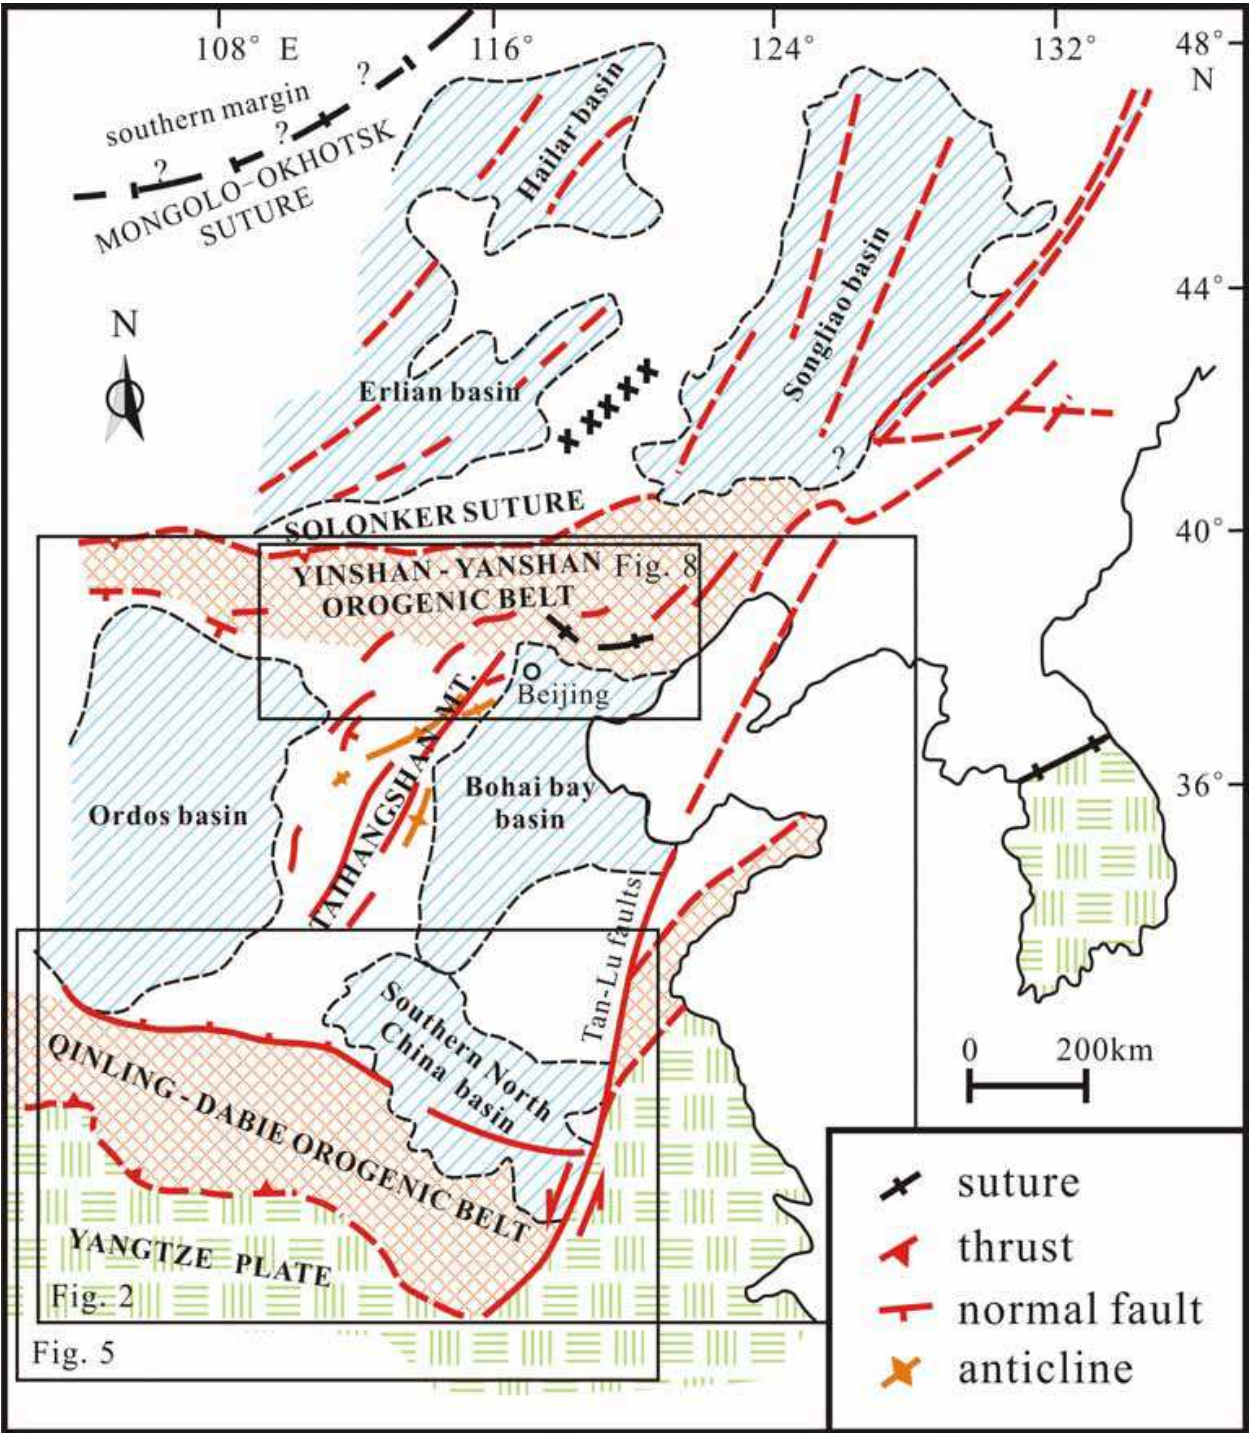 108° E
116°
124°
132°
48°
N
southern margin
?
?
?
MONGOLO-OKHOTSK
SUTURE
Hailar basin
Songliao basin
44°
N
Erlian basin
?
SOLONKER SUTURE
40°
YINSHAN - YANSHAN
OROGENIC BELT
Fig. 8
Beijing
TAIHANGSHAN MT.
Ordos basin
Bohai bay
basin
36°
Tan-Lu faults
Southern North
China basin
QINLING - DABIE OROGENIC BELT
YANGTZE PLATE
Fig. 2
Fig. 5
0 200km
suture
thrust
normal fault
anticline